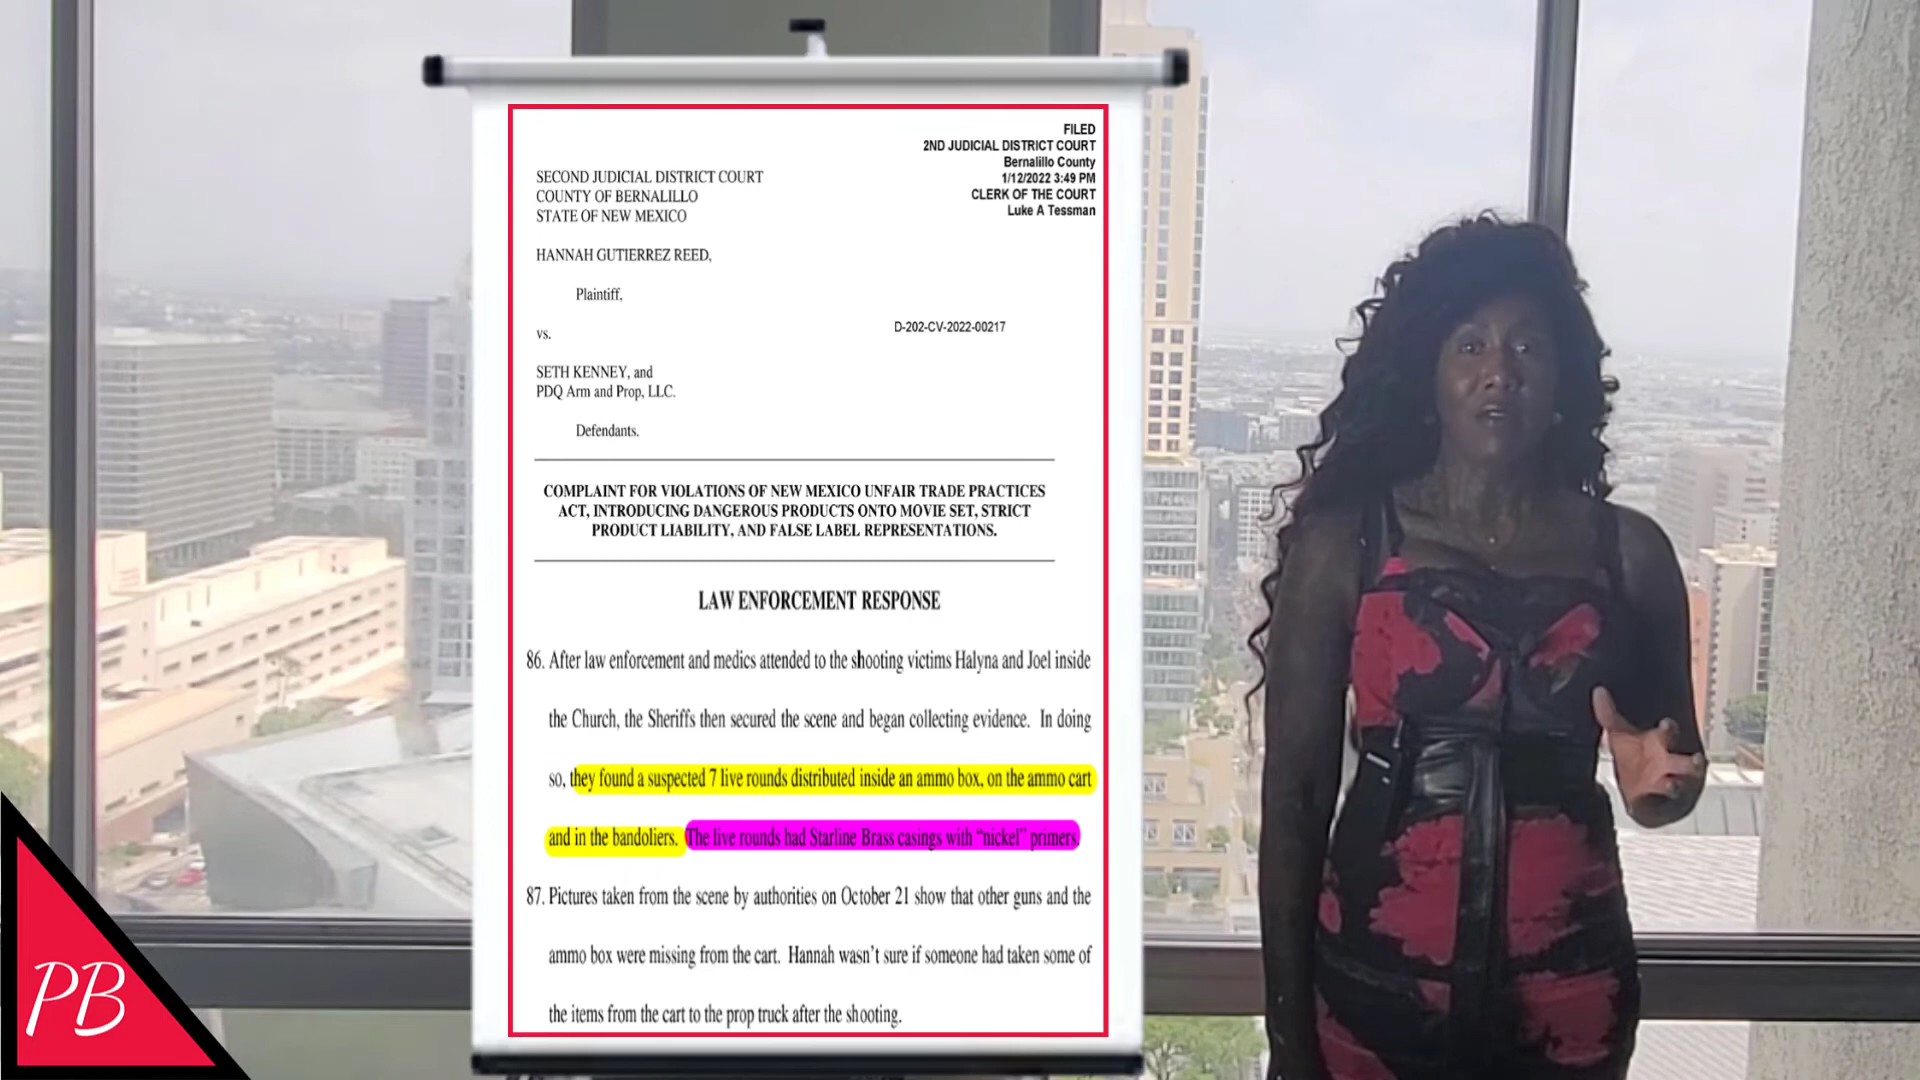 FILED
2ND JUDICIAL DISTRICT COURT
Bernalillo County
1/12/2022 3:49 PM
CLERK OF THE COURT
Luke A Tessman
SECOND JUDICIAL DISTRICT COURT
COUNTY OF BERNALILLO
STATE OF NEW MEXICO
HANNAH GUTIERREZ REED,
Plaintiff,
vs.
D-202-CV-2022-00217
SETH KENNEY, and
PDQ Arm and Prop, LLC.
Defendants.
COMPLAINT FOR VIOLATIONS OF NEW MEXICO UNFAIR TRADE PRACTICES
ACT, INTRODUCING DANGEROUS PRODUCTS ONTO MOVIE SET, STRICT
PRODUCT LIABILITY, AND FALSE LABEL REPRESENTATIONS.
LAW ENFORCEMENT RESPONSE
86. After law enforcement and medics attended to the shooting victims Halyna and Joel inside
the Church, the Sheriffs then secured the scene and began collecting evidence. In doing
so, they found a suspected 7 live rounds distributed inside an ammo box, on the ammo cart
and in the bandoliers. The live rounds had Starline Brass casings with “nickel” primers.
87. Pictures taken from the scene by authorities on October 21 show that other guns and the
ammo box were missing from the cart. Hannah wasn’t sure if someone had taken some of
the items from the cart to the prop truck after the shooting.
PB